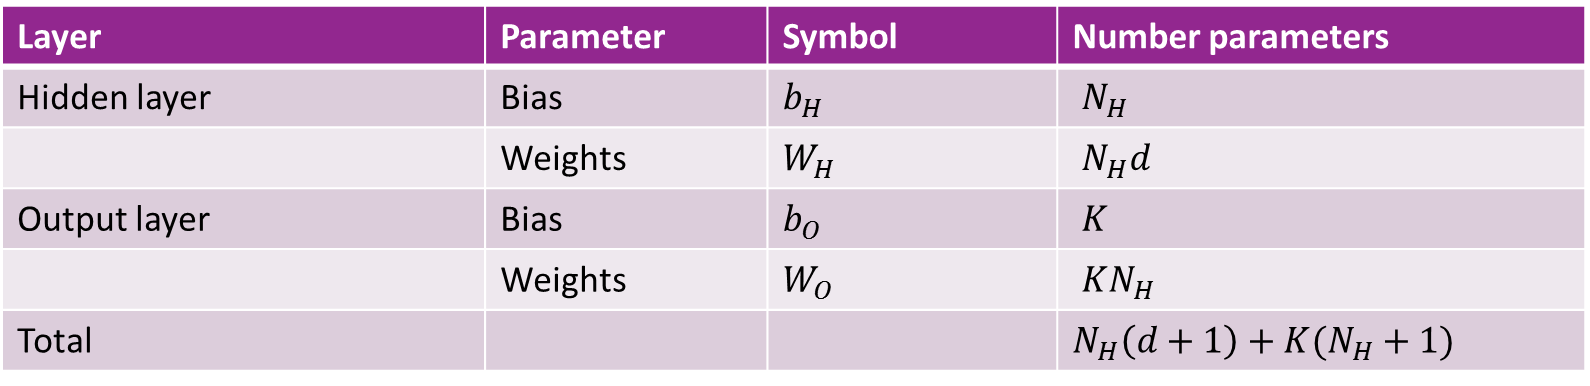 Layer Parameter Symbol Number parameters
Hidden layer Bias b_H N_H
Weights W_H N_H d
Output layer Bias b_O K
Weights W_O KN_H
Total N_H(d + 1) + K(N_H + 1)